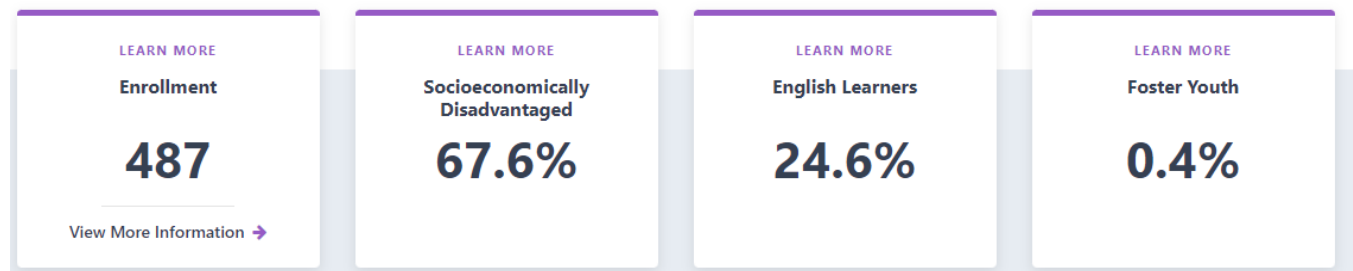 LEARN MORE
Enrollment
487
View More Information
LEARN MORE
Socioeconomically
Disadvantaged
67.6%
LEARN MORE
English Learners
24.6%
LEARN MORE
Foster Youth
0.4%